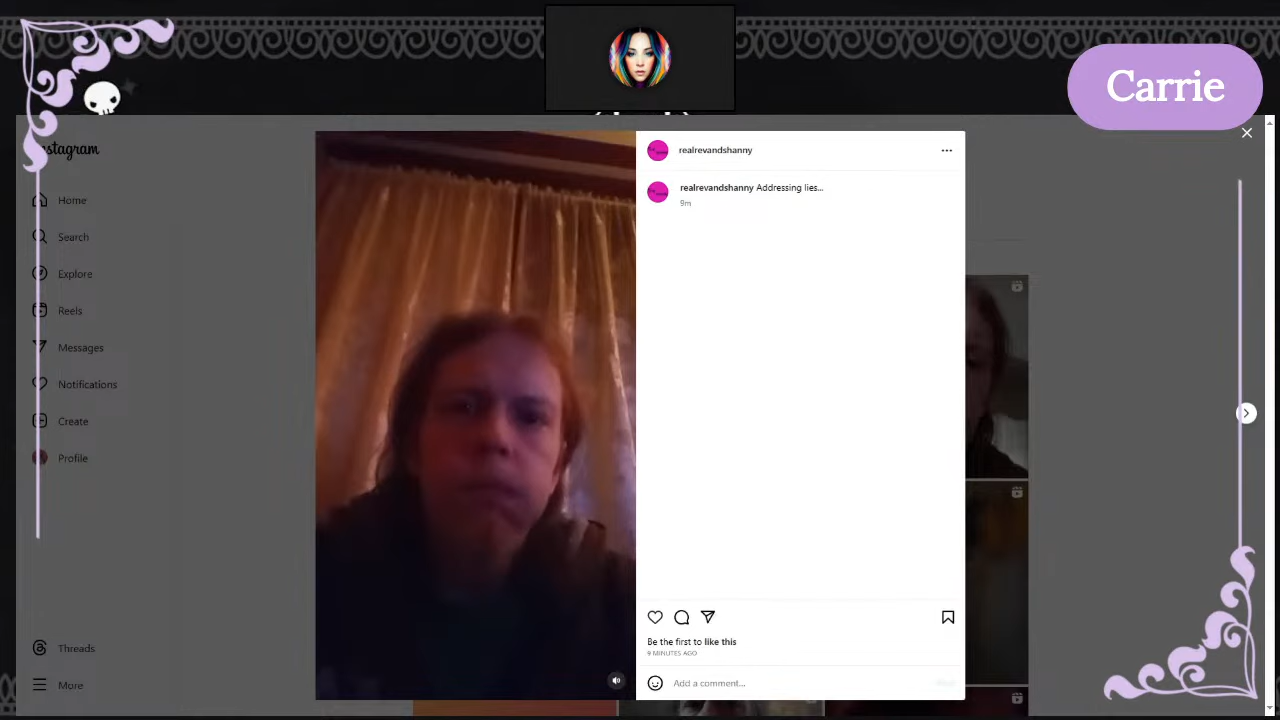 Carrie
Instagram
realrevandshanny
realrevandshanny Addressing lies...
9m
Home
Search
Explore
Reels
Messages
Notifications
Create
Profile
Threads
More
Be the first to like this
9 MINUTES AGO
Add a comment...